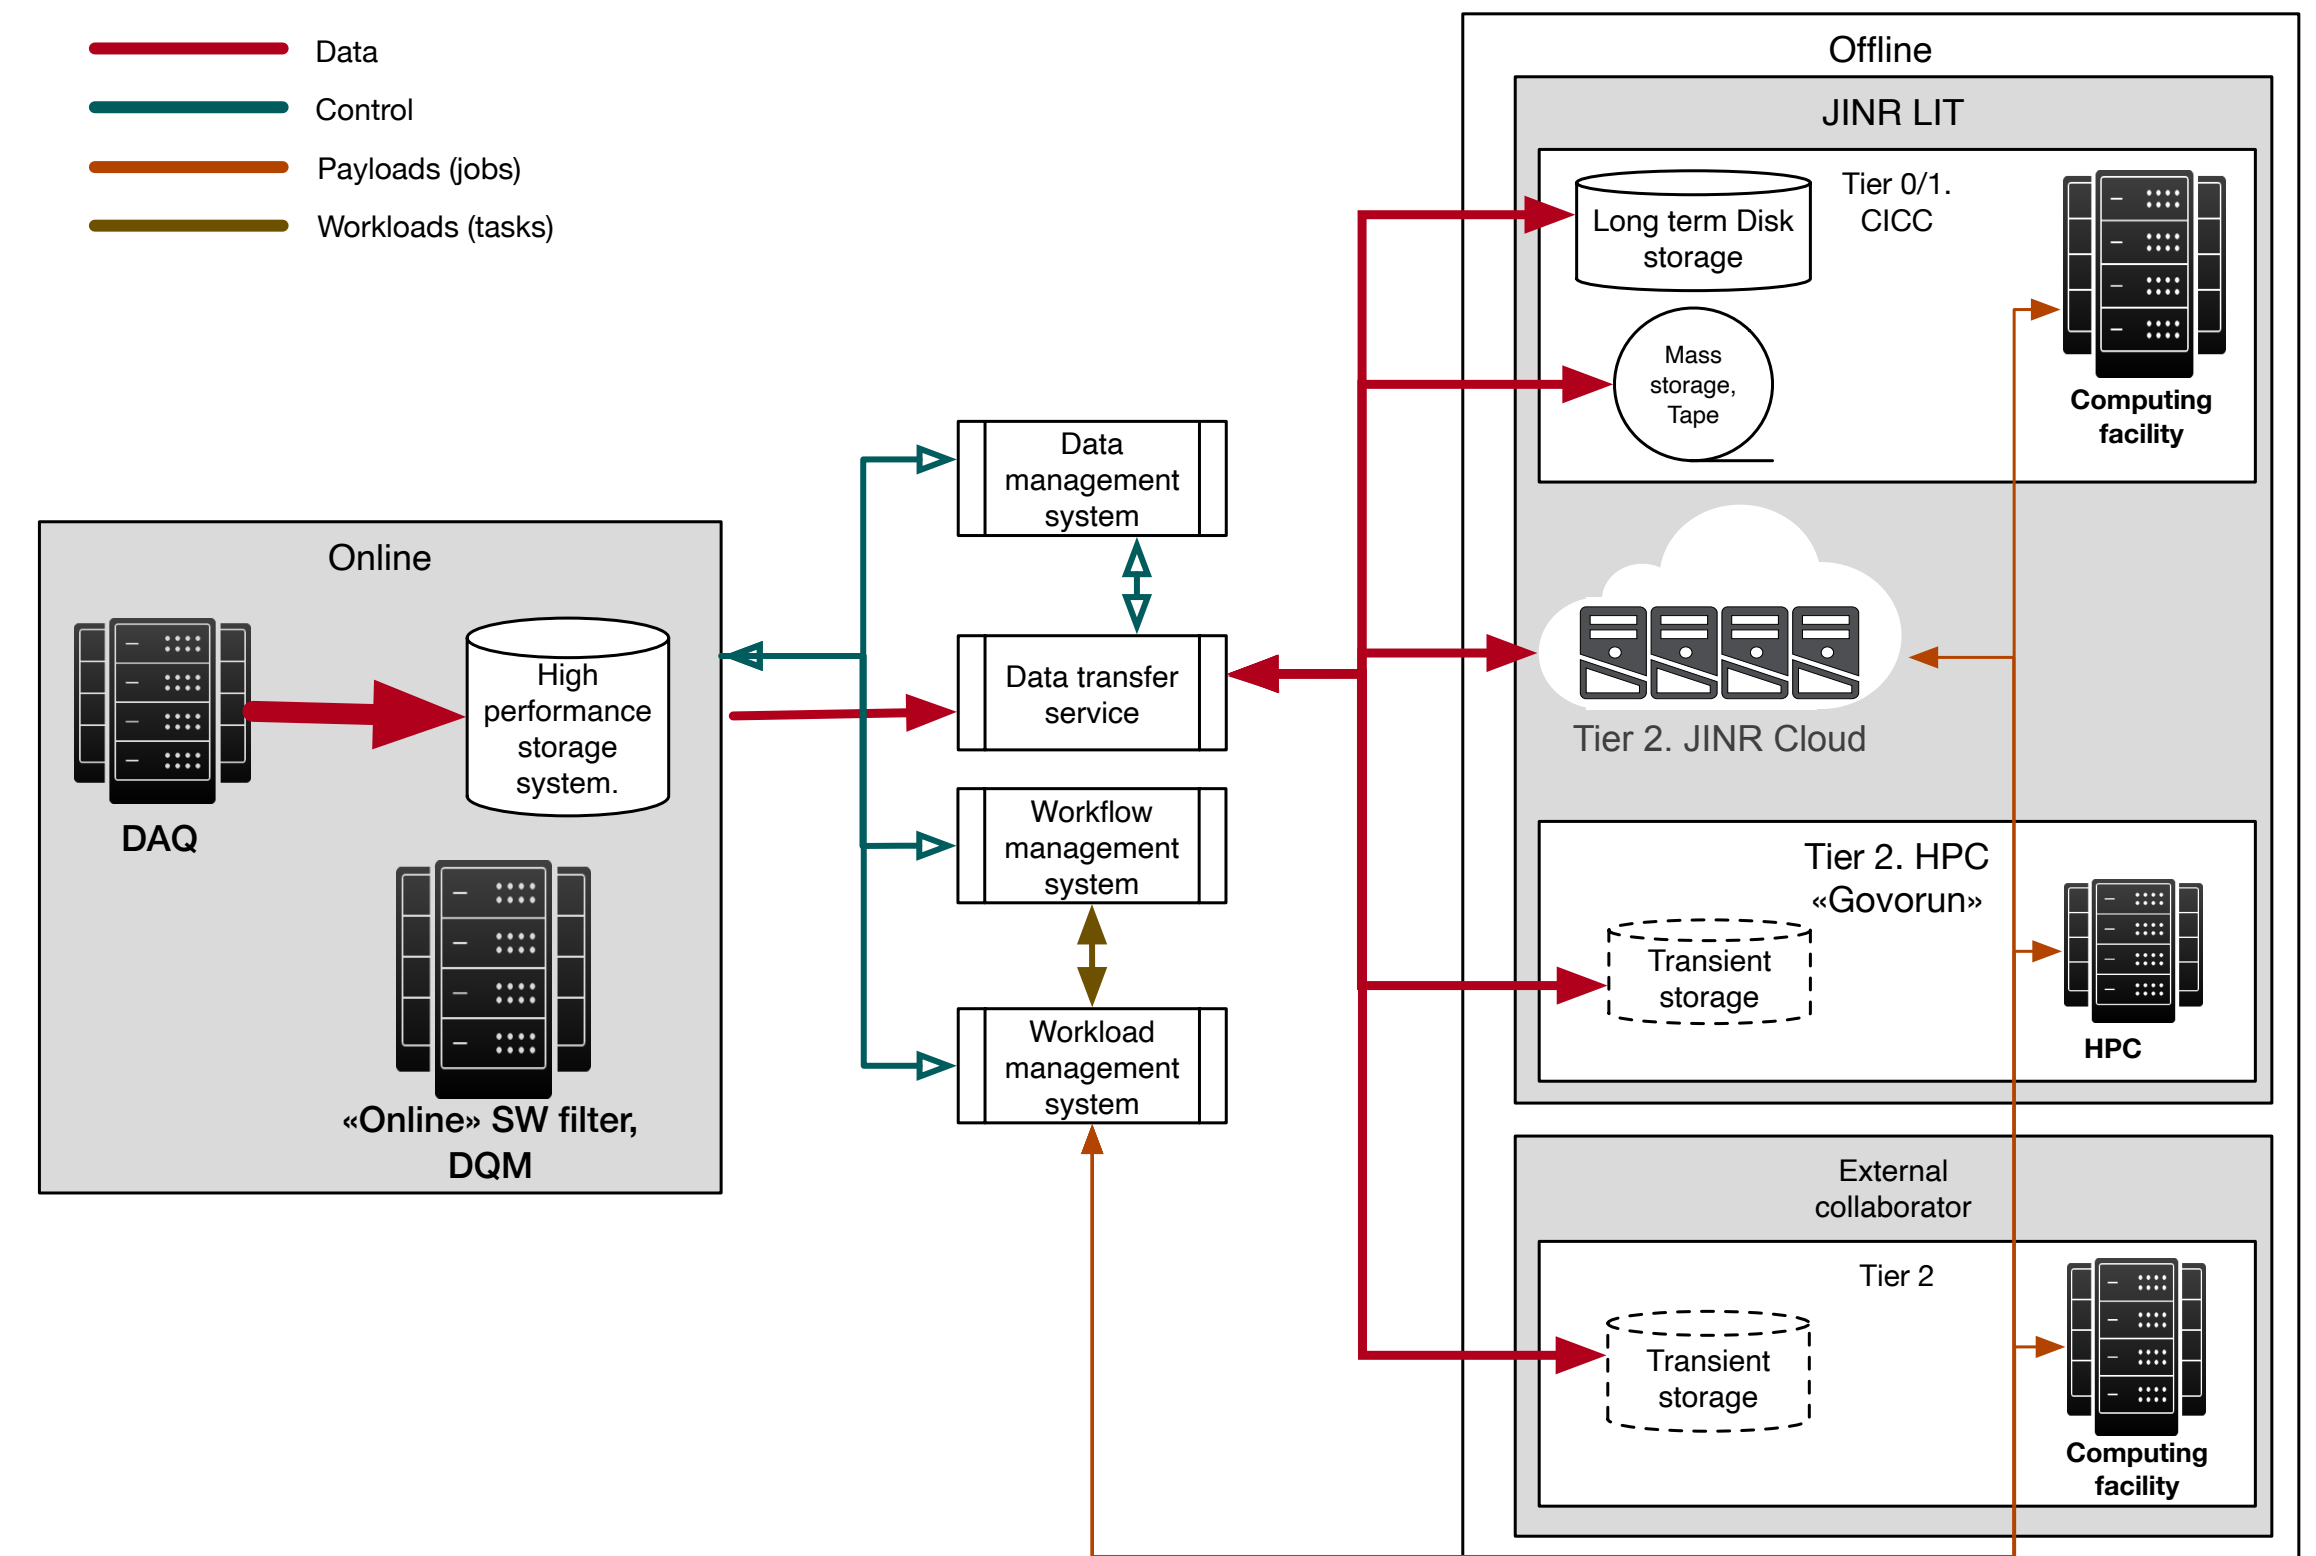 Data
Control
Payloads (jobs)
Workloads (tasks)
Online
DAQ
High
performance
storage
system.
«Online» SW filter,
DQM
Data
management
system
Data transfer
service
Workflow
management
system
Workload
management
system
Offline
JINR LIT
Tier 0/1.
CICC
Long term Disk
storage
Mass
storage,
Tape
Computing
facility
Tier 2. JINR Cloud
Tier 2. HPC
«Govorun»
Transient
storage
HPC
External
collaborator
Tier 2
Transient
storage
Computing
facility